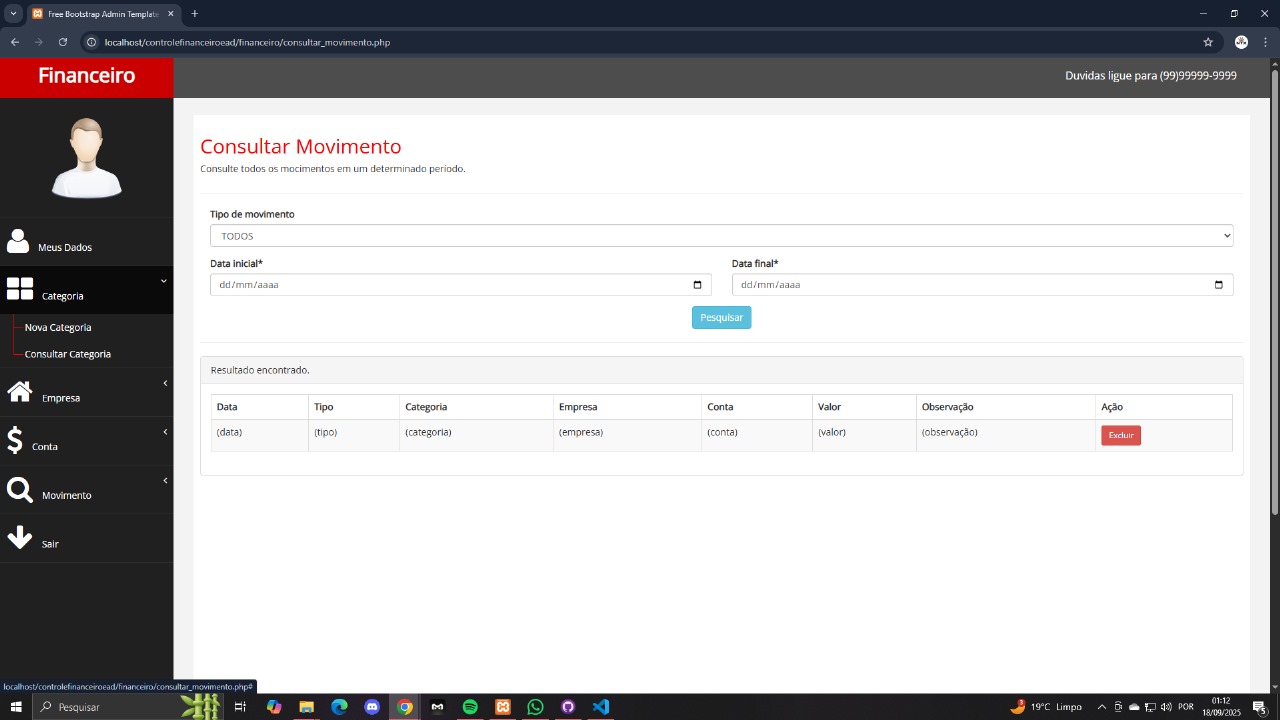 Free Bootstrap Admin Template
localhost/controlefinanceiroead/financeiro/consultar_movimento.php
Financeiro
Duvidas ligue para (99)99999-9999
Meus Dados
Categoria
Nova Categoria
Consultar Categoria
Empresa
Conta
Movimento
Sair
Consultar Movimento
Consulte todos os mocimentos em um determinado período.
Tipo de movimento
TODOS
Data inicial* Data final*
dd/mm/aaaa dd/mm/aaaa
Pesquisar
Resultado encontrado.
Data Tipo Categoria Empresa Conta Valor Observação Ação
(data) (tipo) (categoria) (empresa) (conta) (valor) (observação) Excluir
localhost/controlefinanceiroead/financeiro/consultar_movimento.php#
Pesquisar
19°C Limpo
POR
01:12
18/09/2025